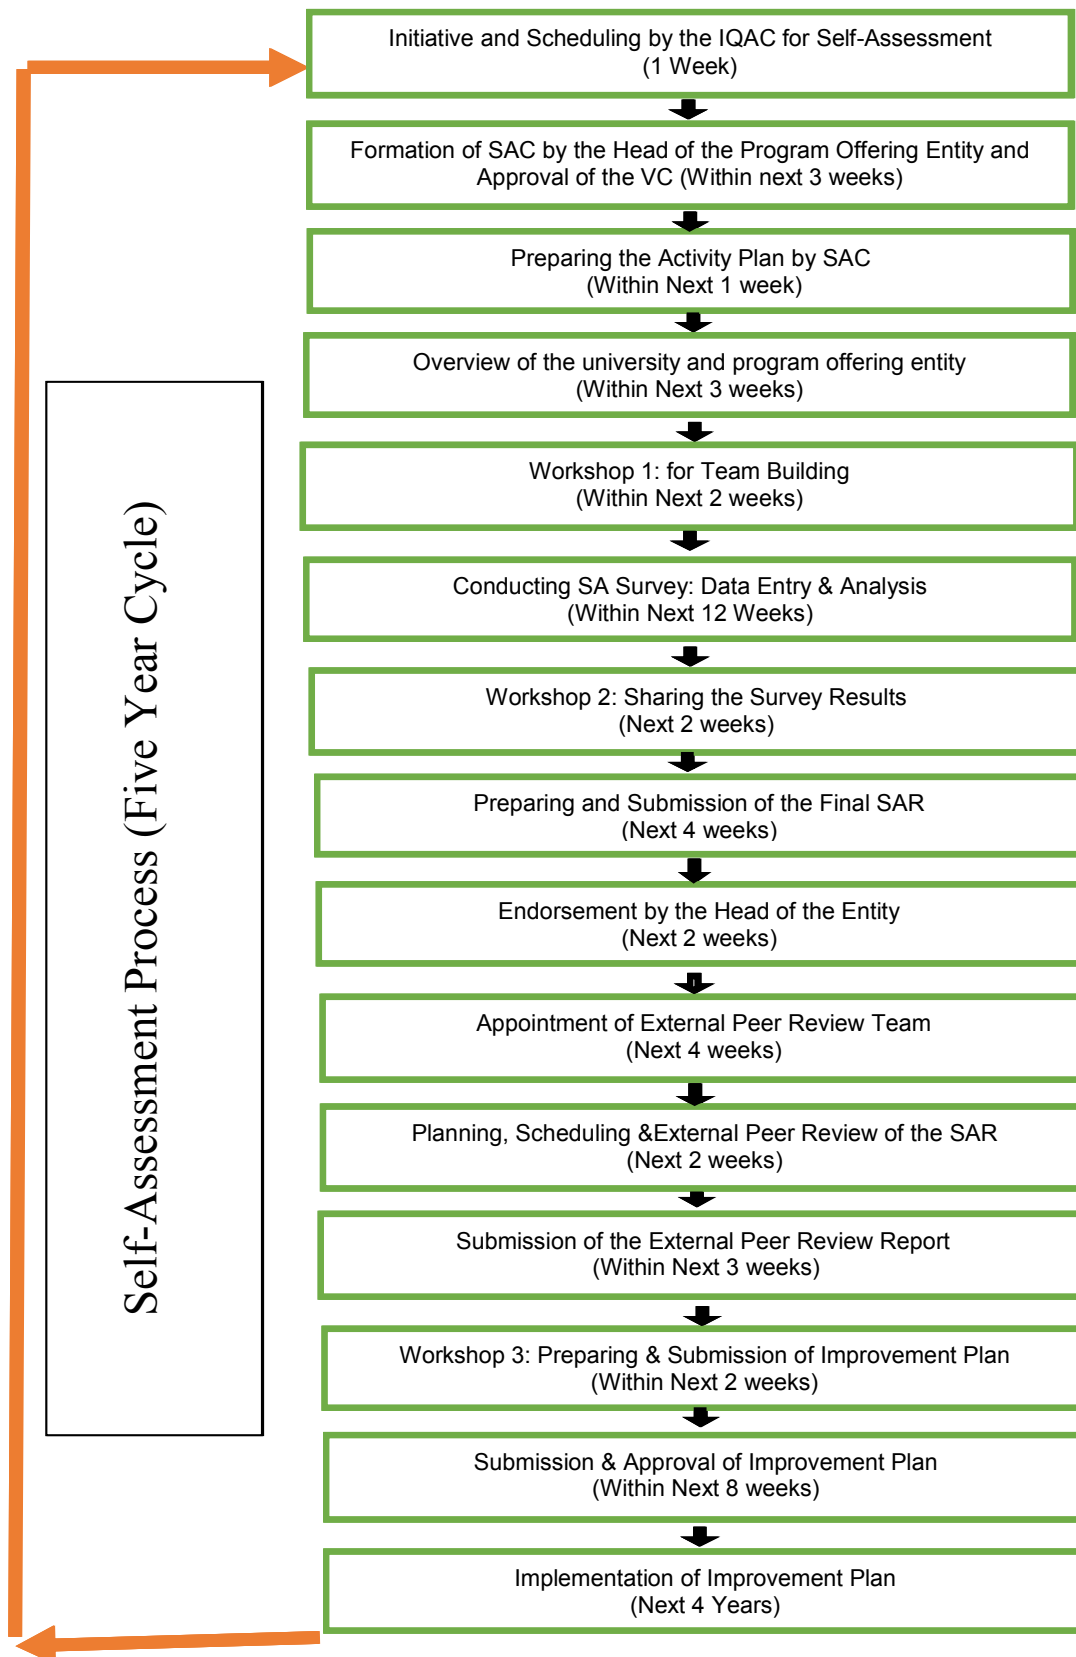 Initiative and Scheduling by the IQAC for Self-Assessment
(1 Week)
Formation of SAC by the Head of the Program Offering Entity and
Approval of the VC (Within next 3 weeks)
Preparing the Activity Plan by SAC
(Within Next 1 week)
Overview of the university and program offering entity
(Within Next 3 weeks)
Workshop 1: for Team Building
(Within Next 2 weeks)
Conducting SA Survey: Data Entry & Analysis
(Within Next 12 Weeks)
Workshop 2: Sharing the Survey Results
(Next 2 weeks)
Preparing and Submission of the Final SAR
(Next 4 weeks)
Endorsement by the Head of the Entity
(Next 2 weeks)
Appointment of External Peer Review Team
(Next 4 weeks)
Planning, Scheduling &External Peer Review of the SAR
(Next 2 weeks)
Submission of the External Peer Review Report
(Within Next 3 weeks)
Workshop 3: Preparing & Submission of Improvement Plan
(Within Next 2 weeks)
Submission & Approval of Improvement Plan
(Within Next 8 weeks)
Implementation of Improvement Plan
(Next 4 Years)
Self-Assessment Process (Five Year Cycle)